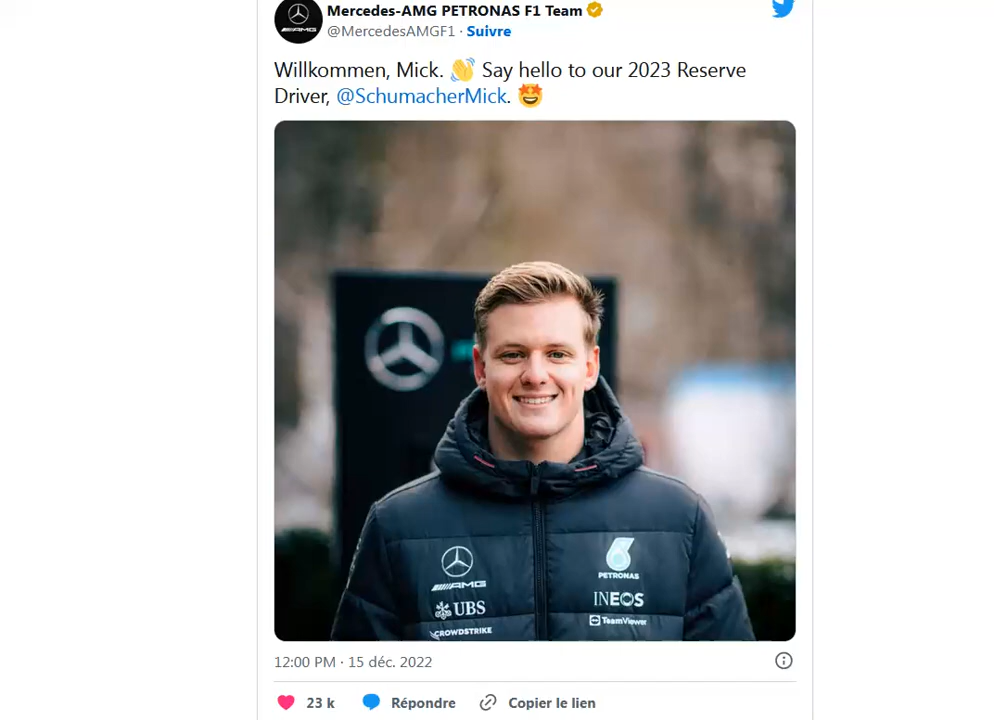 Mercedes-AMG PETRONAS F1 Team
@MercedesAMGF1 · Suivre
Willkommen, Mick. 👋 Say hello to our 2023 Reserve
Driver, @SchumacherMick. 🤩
AMG
PETRONAS
UBS
INEOS
CROWDSTRIKE
TeamViewer
12:00 PM · 15 déc. 2022
23 k Répondre Copier le lien